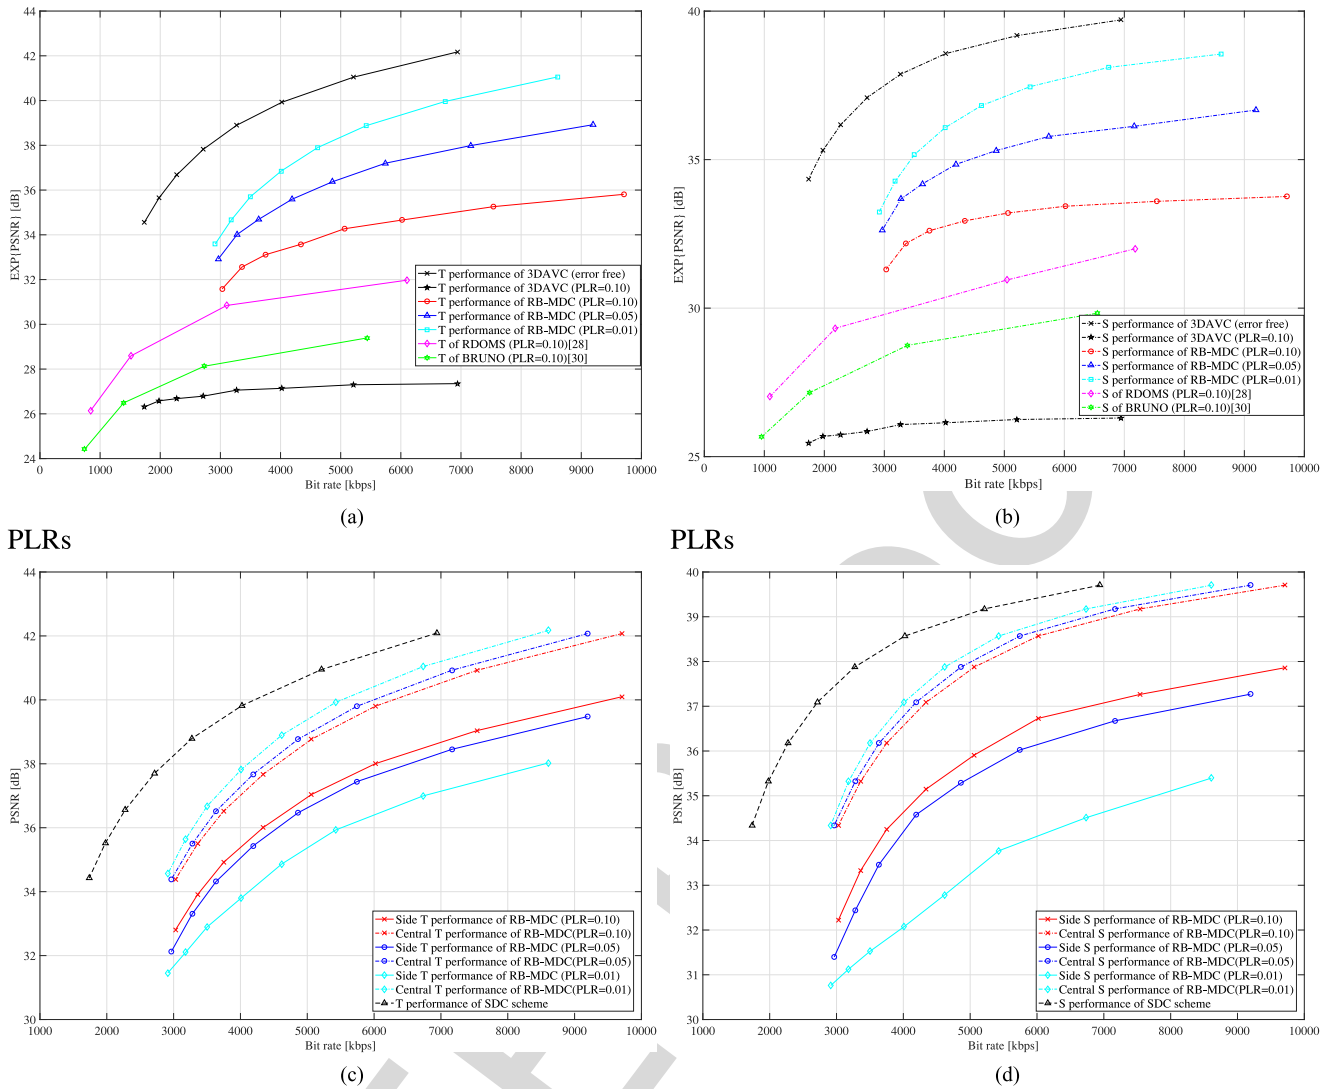 44
42
40
38
36
34
32
30
28
26
24
EXP{PSNR} [dB]
0 1000 2000 3000 4000 5000 6000 7000 8000 9000 10000
Bit rate [kbps]
T performance of 3DAVC (error free)
T performance of 3DAVC (PLR=0.10)
T performance of RB-MDC (PLR=0.10)
T performance of RB-MDC (PLR=0.05)
T performance of RB-MDC (PLR=0.01)
T of RDOMS (PLR=0.10)[28]
T of BRUNO (PLR=0.10)[30]
(a)
40
35
30
25
EXP{PSNR} [dB]
0 1000 2000 3000 4000 5000 6000 7000 8000 9000 10000
Bit rate [kbps]
S performance of 3DAVC (error free)
S performance of 3DAVC (PLR=0.10)
S performance of RB-MDC (PLR=0.10)
S performance of RB-MDC (PLR=0.05)
S performance of RB-MDC (PLR=0.01)
S of RDOMS (PLR=0.10)[28]
S of BRUNO (PLR=0.10)[30]
(b)
PLRs
PLRs
44
42
40
38
36
34
32
30
PSNR [dB]
1000 2000 3000 4000 5000 6000 7000 8000 9000 10000
Bit rate [kbps]
Side T performance of RB-MDC (PLR=0.10)
Central T performance of RB-MDC(PLR=0.10)
Side T performance of RB-MDC (PLR=0.05)
Central T performance of RB-MDC(PLR=0.05)
Side T performance of RB-MDC (PLR=0.01)
Central T performance of RB-MDC(PLR=0.01)
T performance of SDC scheme
(c)
40
39
38
37
36
35
34
33
32
31
30
PSNR [dB]
1000 2000 3000 4000 5000 6000 7000 8000 9000 10000
Bit rate [kbps]
Side S performance of RB-MDC (PLR=0.10)
Central S performance of RB-MDC(PLR=0.10)
Side S performance of RB-MDC (PLR=0.05)
Central S performance of RB-MDC(PLR=0.05)
Side S performance of RB-MDC (PLR=0.01)
Central S performance of RB-MDC(PLR=0.01)
S performance of SDC scheme
(d)